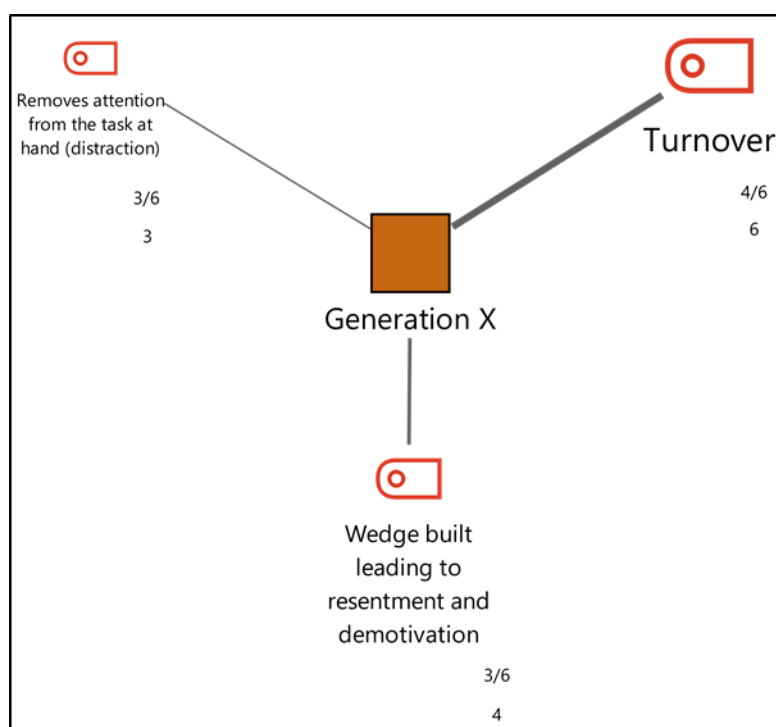 Removes attention
from the task at
hand (distraction)
3/6
3
Turnover
4/6
6
Generation X
Wedge built
leading to
resentment and
demotivation
3/6
4